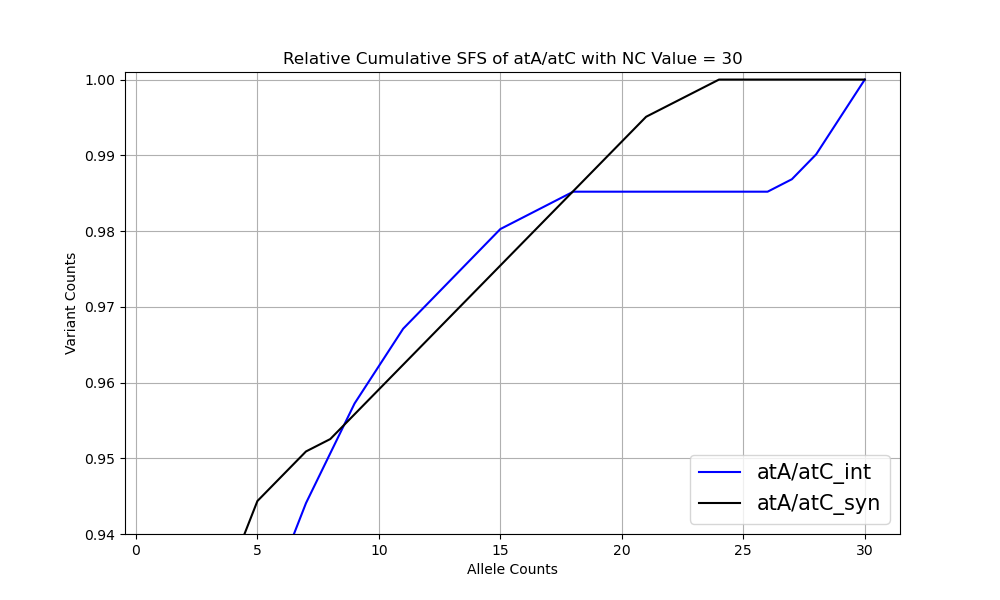 Relative Cumulative SFS of atA/atC with NC Value = 30
Variant Counts
1.00
0.99
0.98
0.97
0.96
0.95
0.94
0 5 10 15 20 25 30
Allele Counts
atA/atC_int
atA/atC_syn